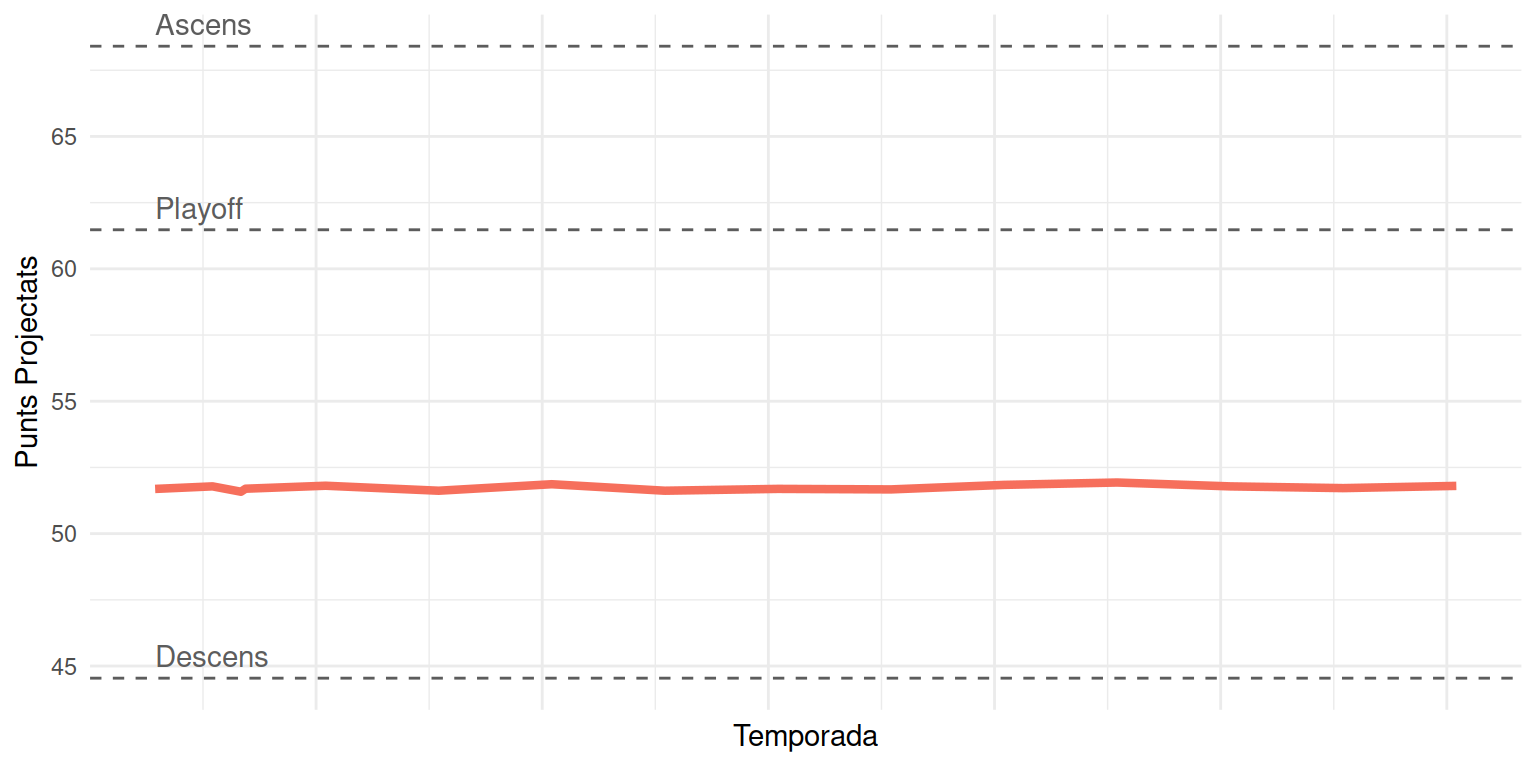 Ascens
65
Playoff
60
55
50
Descens
45
Punts Projectats
Temporada